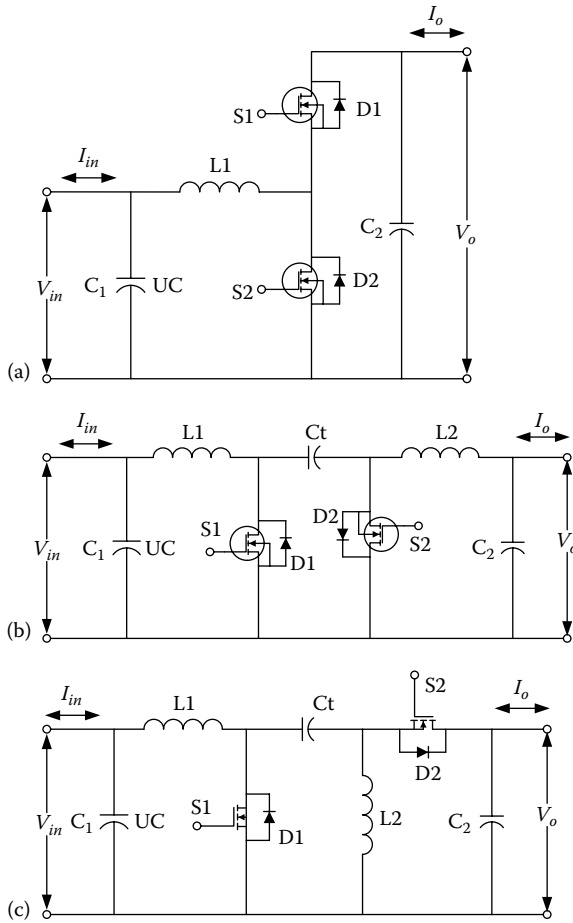 I_o
S1
D1
I_in
L1
C_2
V_o
V_in
C_1 UC
S2
D2
(a)
I_in
L1
Ct
L2
I_o
V_in
C_1 UC
S1
D1
D2
S2
C_2
V_o
(b)
S2
I_in
L1
Ct
I_o
D2
V_in
C_1 UC
S1
D1
L2
C_2
V_o
(c)